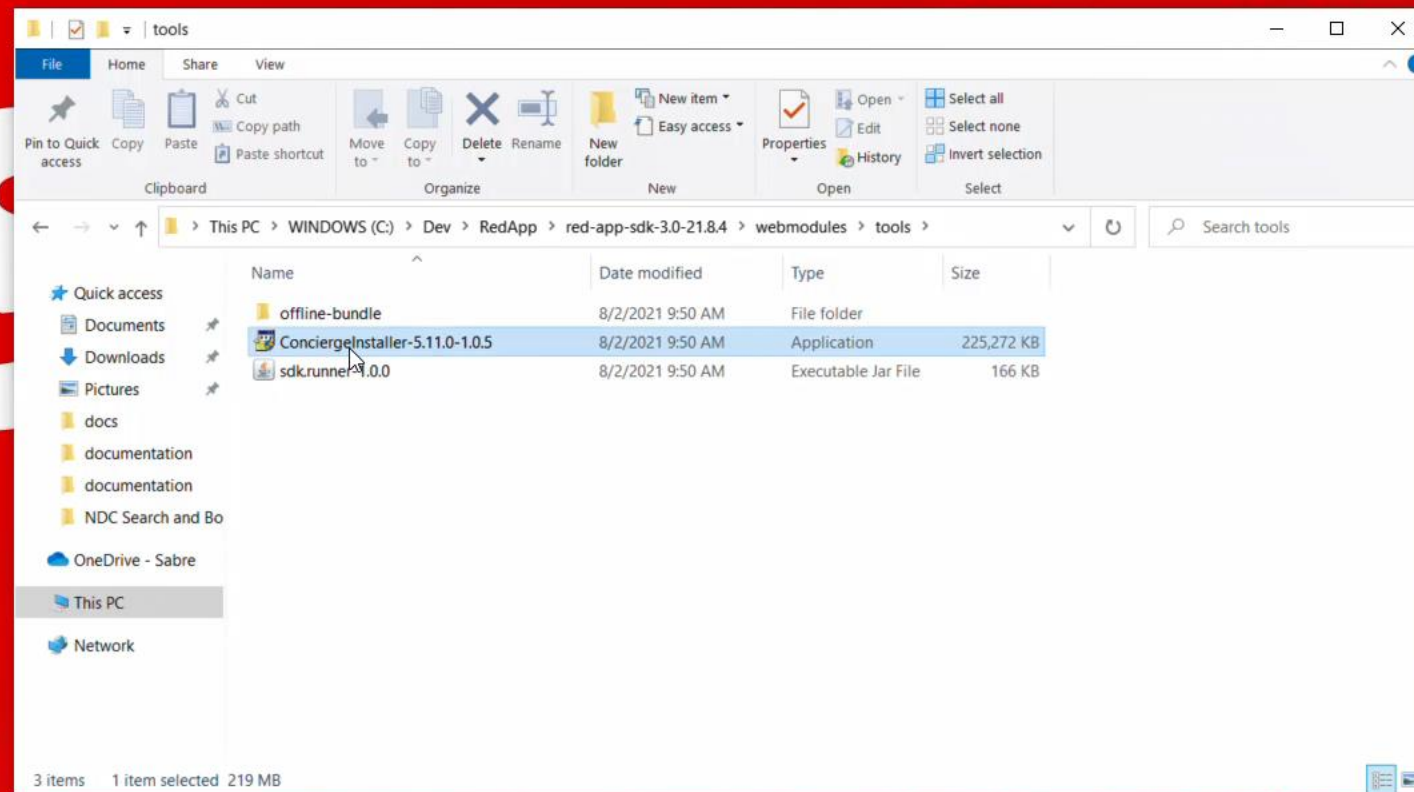 tools
File Home Share View
Pin to Quick access
Copy
Paste
Cut
Copy path
Paste shortcut
Clipboard
Move to
Copy to
Delete
Rename
Organize
New folder
New item
Easy access
New
Properties
Open
Edit
History
Open
Select all
Select none
Invert selection
Select
This PC > WINDOWS (C:) > Dev > RedApp > red-app-sdk-3.0-21.8.4 > webmodules > tools >
Search tools
Quick access
Documents
Downloads
Pictures
docs
documentation
documentation
NDC Search and Bo
OneDrive - Sabre
This PC
Network
Name Date modified Type Size
offline-bundle 8/2/2021 9:50 AM File folder
ConciergeInstaller-5.11.0-1.0.5 8/2/2021 9:50 AM Application 225,272 KB
sdk.runner-1.0.0 8/2/2021 9:50 AM Executable Jar File 166 KB
3 items 1 item selected 219 MB